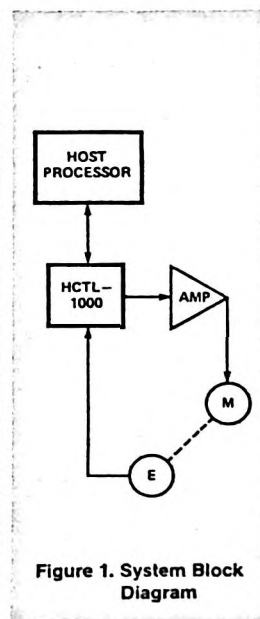 HOST
PROCESSOR
HCTL–
1000
AMP
M
E
Figure 1. System Block
Diagram